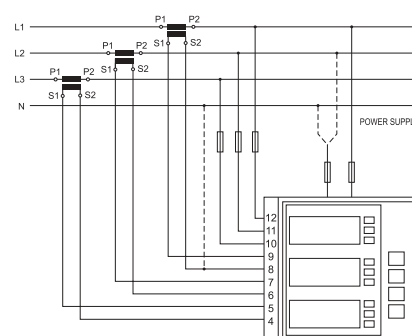 P1 P2
L1
S1 S2
P1 P2
L2
S1 S2
P1 P2
L3
S1 S2
N
POWER SUPPL
12
11
10
9
8
7
6
5
4